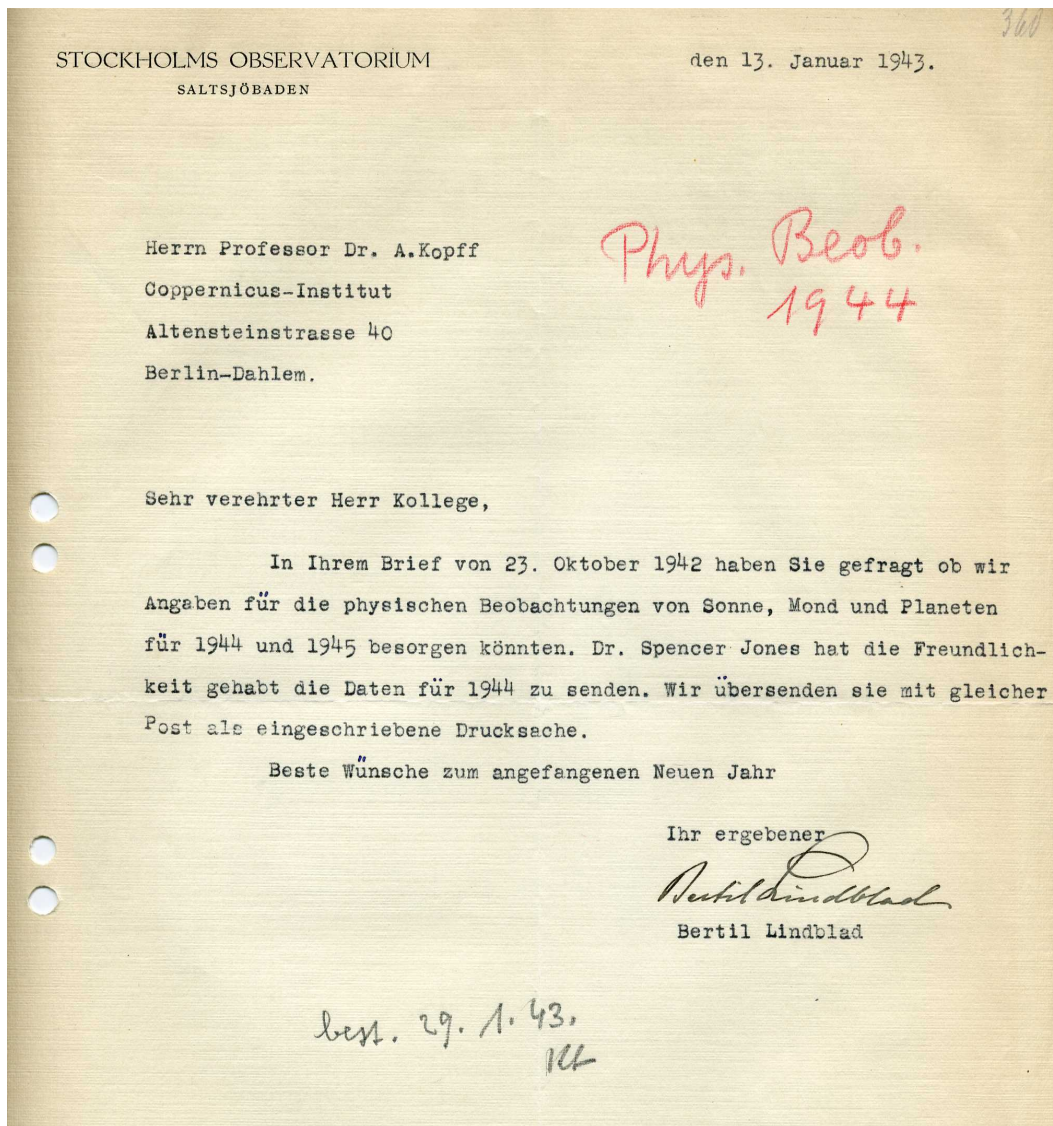 360
STOCKHOLMS OBSERVATORIUM
SALTSJÖBADEN
den 13. Januar 1943.
Phys. Beob.
1944
Herrn Professor Dr. A.Kopff
Coppernicus-Institut
Altensteinstrasse 40
Berlin-Dahlem.
Sehr verehrter Herr Kollege,
In Ihrem Brief von 23. Oktober 1942 haben Sie gefragt ob wir
Angaben für die physischen Beobachtungen von Sonne, Mond und Planeten
für 1944 und 1945 besorgen könnten. Dr. Spencer Jones hat die Freundlich-
keit gehabt die Daten für 1944 zu senden. Wir übersenden sie mit gleicher
Post als eingeschriebene Drucksache.
Beste Wünsche zum angefangenen Neuen Jahr
Ihr ergebener
Bertil Lindblad
Bertil Lindblad
best. 29. 1. 43.